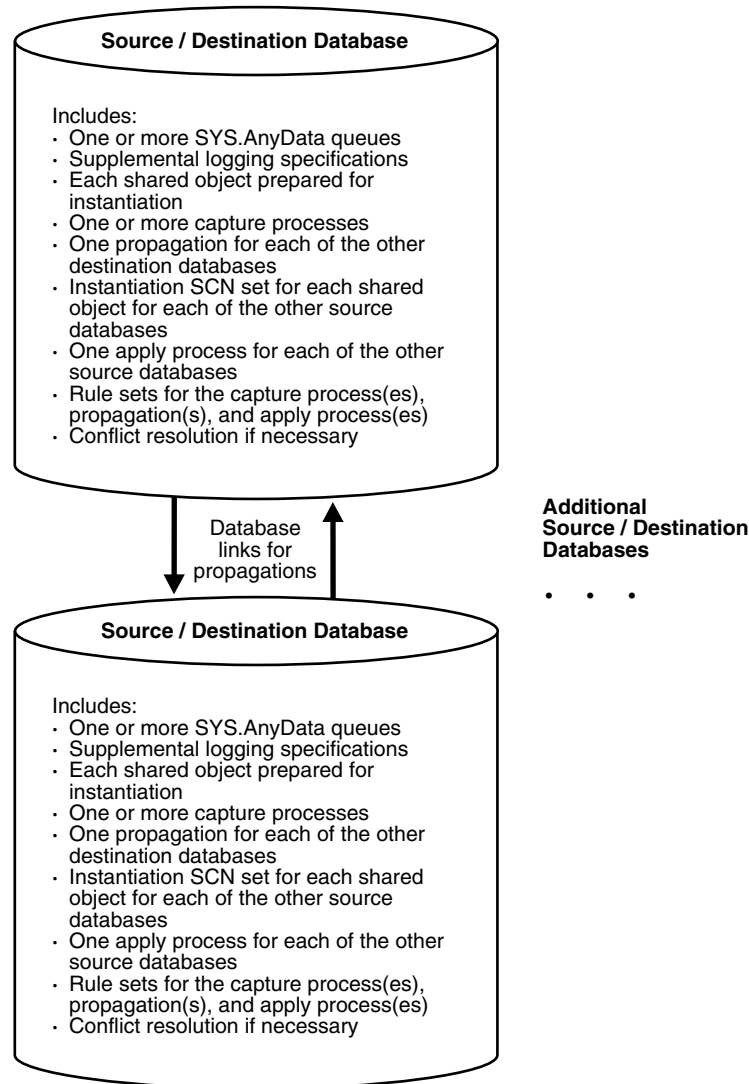 Source / Destination Database
Includes:
· One or more SYS.AnyData queues
· Supplemental logging specifications
· Each shared object prepared for
instantiation
· One or more capture processes
· One propagation for each of the other
destination databases
· Instantiation SCN set for each shared
object for each of the other source
databases
· One apply process for each of the other
source databases
· Rule sets for the capture process(es),
propagation(s), and apply process(es)
· Conflict resolution if necessary
Database
links for
propagations
Additional
Source / Destination
Databases
. . .
Source / Destination Database
Includes:
· One or more SYS.AnyData queues
· Supplemental logging specifications
· Each shared object prepared for
instantiation
· One or more capture processes
· One propagation for each of the other
destination databases
· Instantiation SCN set for each shared
object for each of the other source
databases
· One apply process for each of the other
source databases
· Rule sets for the capture process(es),
propagation(s), and apply process(es)
· Conflict resolution if necessary